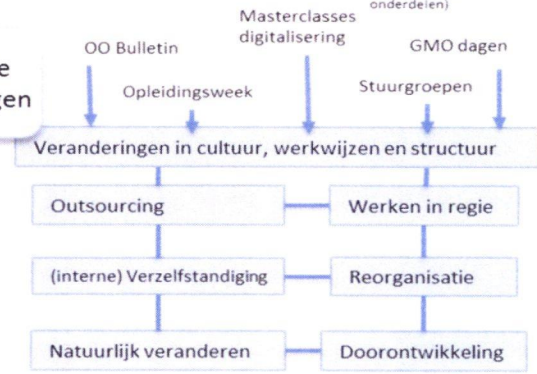 onderdelen)
Masterclasses
digitalisering
OO Bulletin
GMO dagen
Opleidingsweek
Stuurgroepen
Veranderingen in cultuur, werkwijzen en structuur
Outsourcing
Werken in regie
(interne) Verzelfstandiging
Reorganisatie
Natuurlijk veranderen
Doorontwikkeling